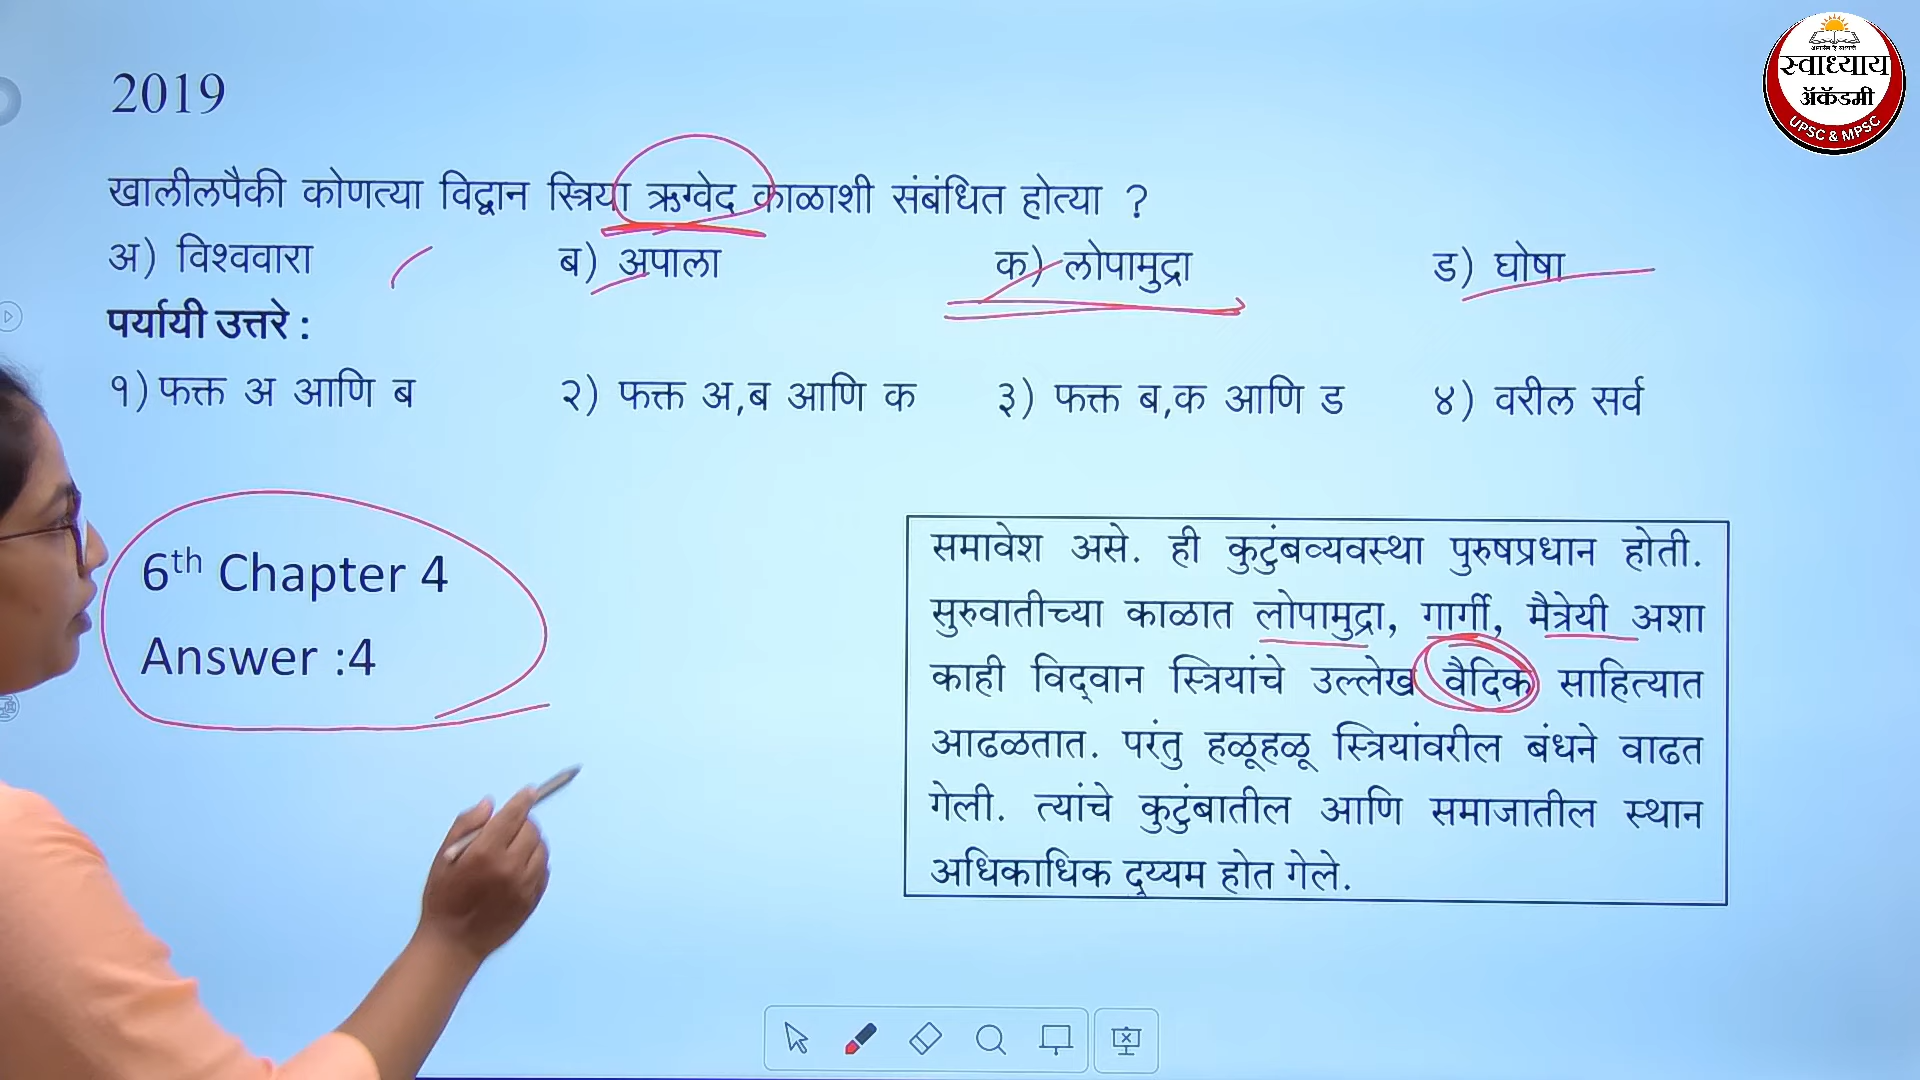 स्वाध्याय
ॲकॅडमी
UPSC & MPSC
2019
खालीलपैकी कोणत्या विद्वान स्त्रिया ऋग्वेद काळाशी संबंधित होत्या ?
अ) विश्ववारा ब) अपाला क) लोपामुद्रा ड) घोषा
पर्यायी उत्तरे :
१) फक्त अ आणि ब २) फक्त अ,ब आणि क ३) फक्त ब,क आणि ड ४) वरील सर्व
6th Chapter 4
Answer :4
समावेश असे. ही कुटुंबव्यवस्था पुरुषप्रधान होती.
सुरुवातीच्या काळात लोपामुद्रा, गार्गी, मैत्रेयी अशा
काही विद्‌वान स्त्रियांचे उल्लेख वैदिक साहित्यात
आढळतात. परंतु हळूहळू स्त्रियांवरील बंधने वाढत
गेली. त्यांचे कुटुंबातील आणि समाजातील स्थान
अधिकाधिक दुय्यम होत गेले.